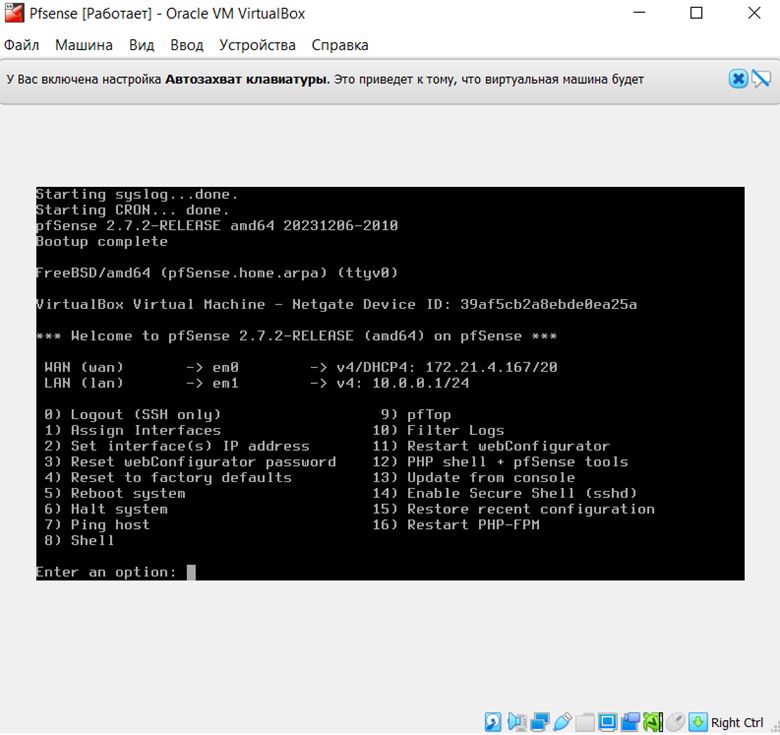 Pfsense [Работает] - Oracle VM VirtualBox
Файл Машина Вид Ввод Устройства Справка
У Вас включена настройка Автозахват клавиатуры. Это приведет к тому, что виртуальная машина будет
Starting syslog...done.
Starting CRON... done.
pfSense 2.7.2-RELEASE amd64 20231206-2010
Bootup complete
FreeBSD/amd64 (pfSense.home.arpa) (ttyv0)
VirtualBox Virtual Machine - Netgate Device ID: 39af5cb2a8ebde0ea25a
*** Welcome to pfSense 2.7.2-RELEASE (amd64) on pfSense ***
WAN (wan) -> em0 -> v4/DHCP4: 172.21.4.167/20
LAN (lan) -> em1 -> v4: 10.0.0.1/24
0) Logout (SSH only) 9) pfTop
1) Assign Interfaces 10) Filter Logs
2) Set interface(s) IP address 11) Restart webConfigurator
3) Reset webConfigurator password 12) PHP shell + pfSense tools
4) Reset to factory defaults 13) Update from console
5) Reboot system 14) Enable Secure Shell (sshd)
6) Halt system 15) Restore recent configuration
7) Ping host 16) Restart PHP-FPM
8) Shell
Enter an option:
Right Ctrl